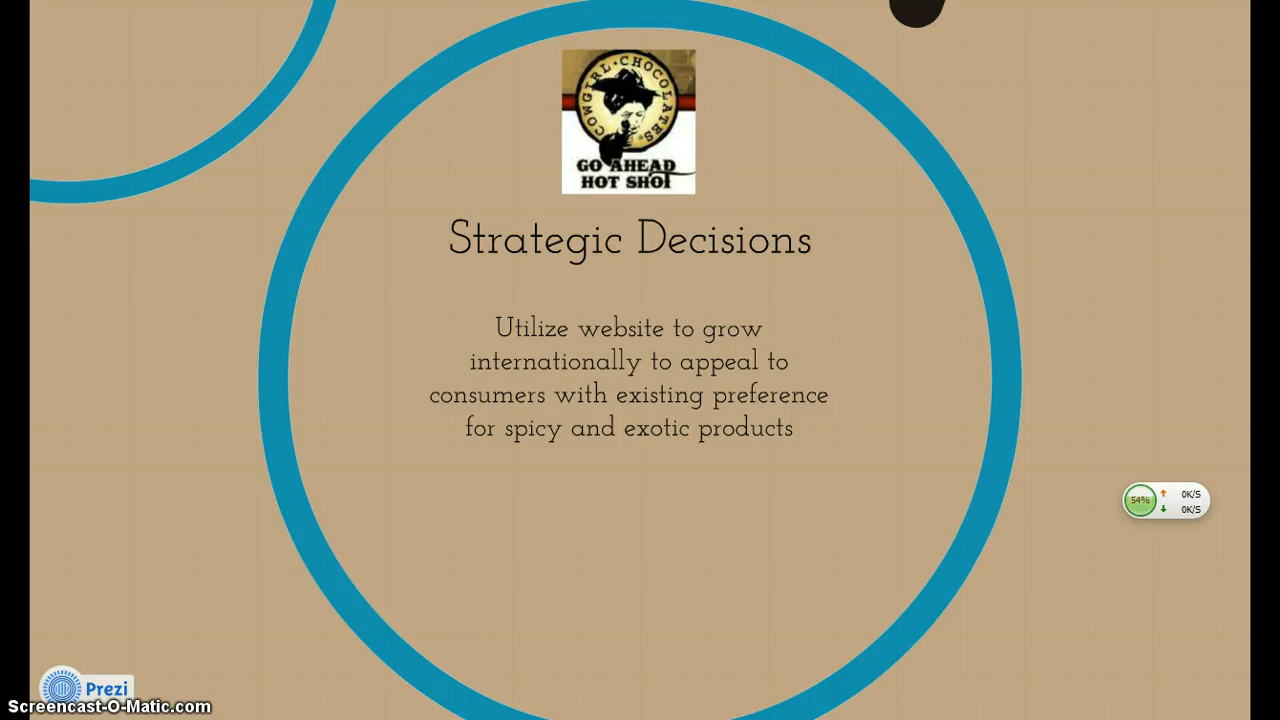 COWGIRL · CHOCOLATES
GO AHEAD
HOT SHOT
Strategic Decisions
Utilize website to grow
internationally to appeal to
consumers with existing preference
for spicy and exotic products
54% 0K/S
0K/S
Prezi
Screencast-O-Matic.com